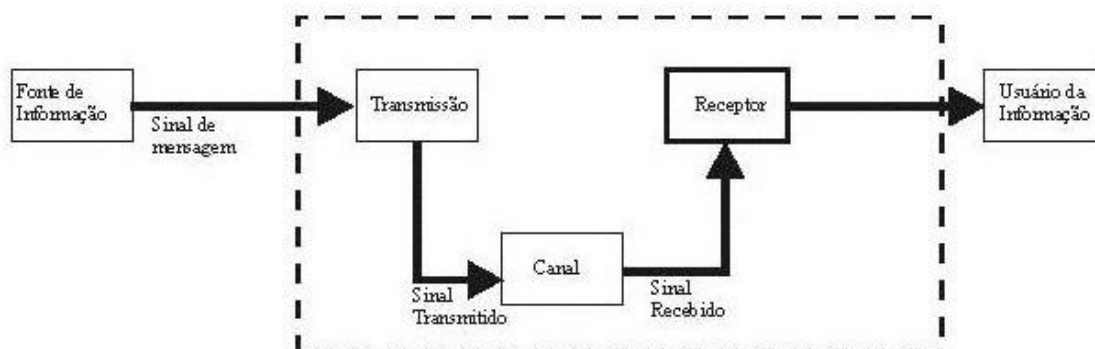 Fonte de
Informação
Sinal de
mensagem
Transmissão
Sinal
Transmitido
Canal
Sinal
Recebido
Receptor
Usuário da
Informação